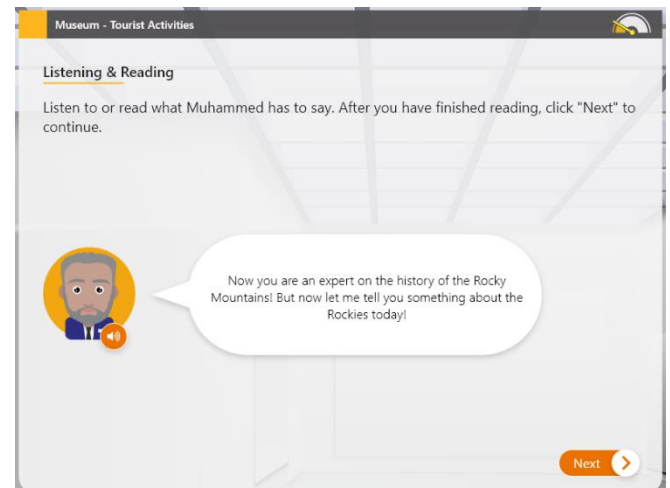 Museum - Tourist Activities
Listening & Reading
Listen to or read what Muhammed has to say. After you have finished reading, click "Next" to
continue.
Now you are an expert on the history of the Rocky
Mountains! But now let me tell you something about the
Rockies today!
Next